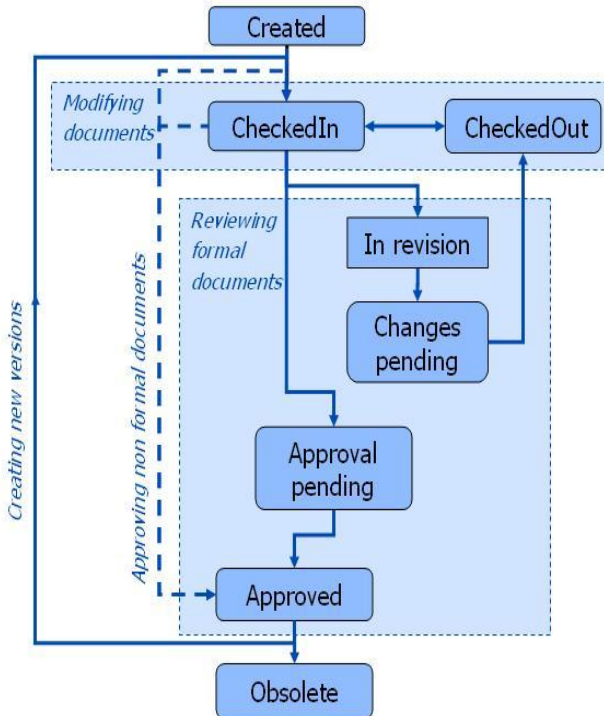 Created
Modifying
documents
CheckedIn
CheckedOut
Reviewing
formal
documents
In revision
Changes
pending
Creating new versions
Approving non formal documents
Approval
pending
Approved
Obsolete